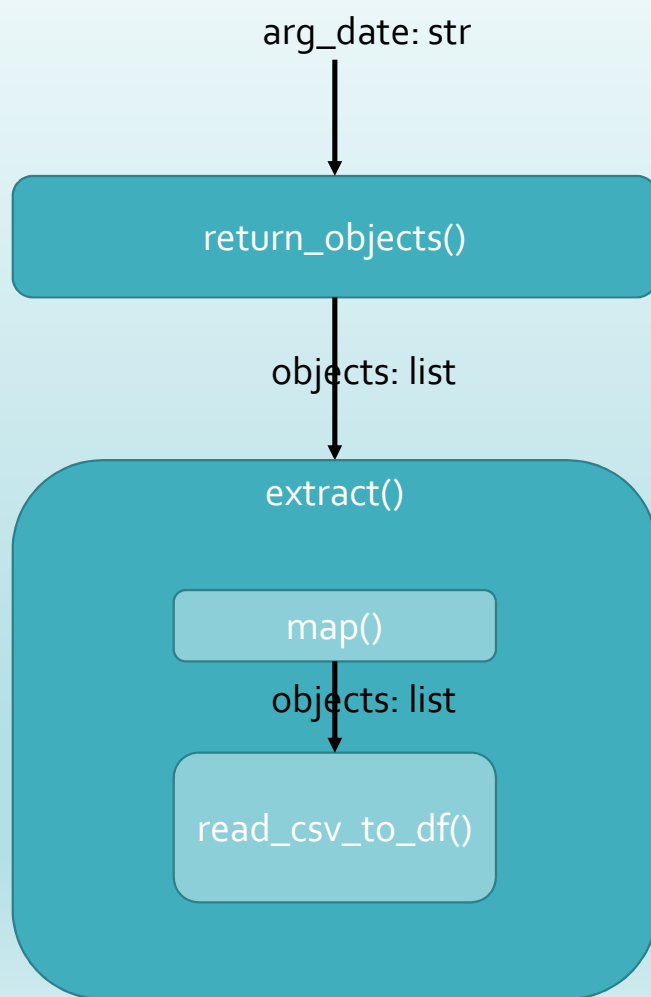 arg_date: str
return_objects()
objects: list
extract()
map()
objects: list
read_csv_to_df()